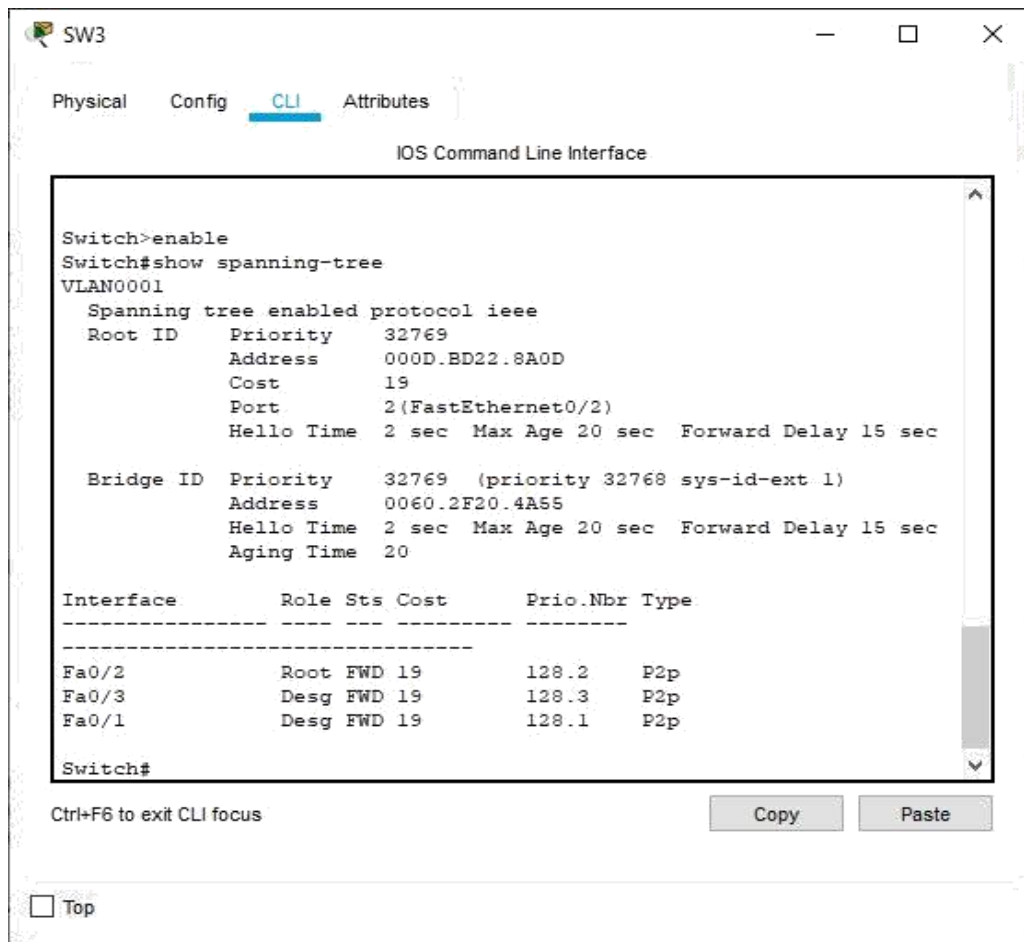 SW3
Physical Config CLI Attributes
IOS Command Line Interface
Switch>enable
Switch#show spanning-tree
VLAN0001
  Spanning tree enabled protocol ieee
  Root ID    Priority    32769
             Address     000D.BD22.8A0D
             Cost        19
             Port        2(FastEthernet0/2)
             Hello Time  2 sec  Max Age 20 sec  Forward Delay 15 sec
  Bridge ID  Priority    32769  (priority 32768 sys-id-ext 1)
             Address     0060.2F20.4A55
             Hello Time  2 sec  Max Age 20 sec  Forward Delay 15 sec
             Aging Time  20
Interface        Role Sts Cost      Prio.Nbr Type
---------------- ---- --- --------- --------
--------------------------------
Fa0/2            Root FWD 19        128.2    P2p
Fa0/3            Desg FWD 19        128.3    P2p
Fa0/1            Desg FWD 19        128.1    P2p
Switch#
Ctrl+F6 to exit CLI focus Copy Paste
Top